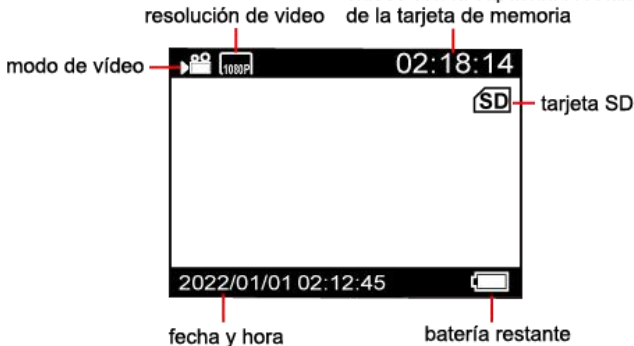 resolución de video
de la tarjeta de memoria
modo de vídeo
1080P
02:18:14
SD
tarjeta SD
2022/01/01 02:12:45
fecha y hora
batería restante